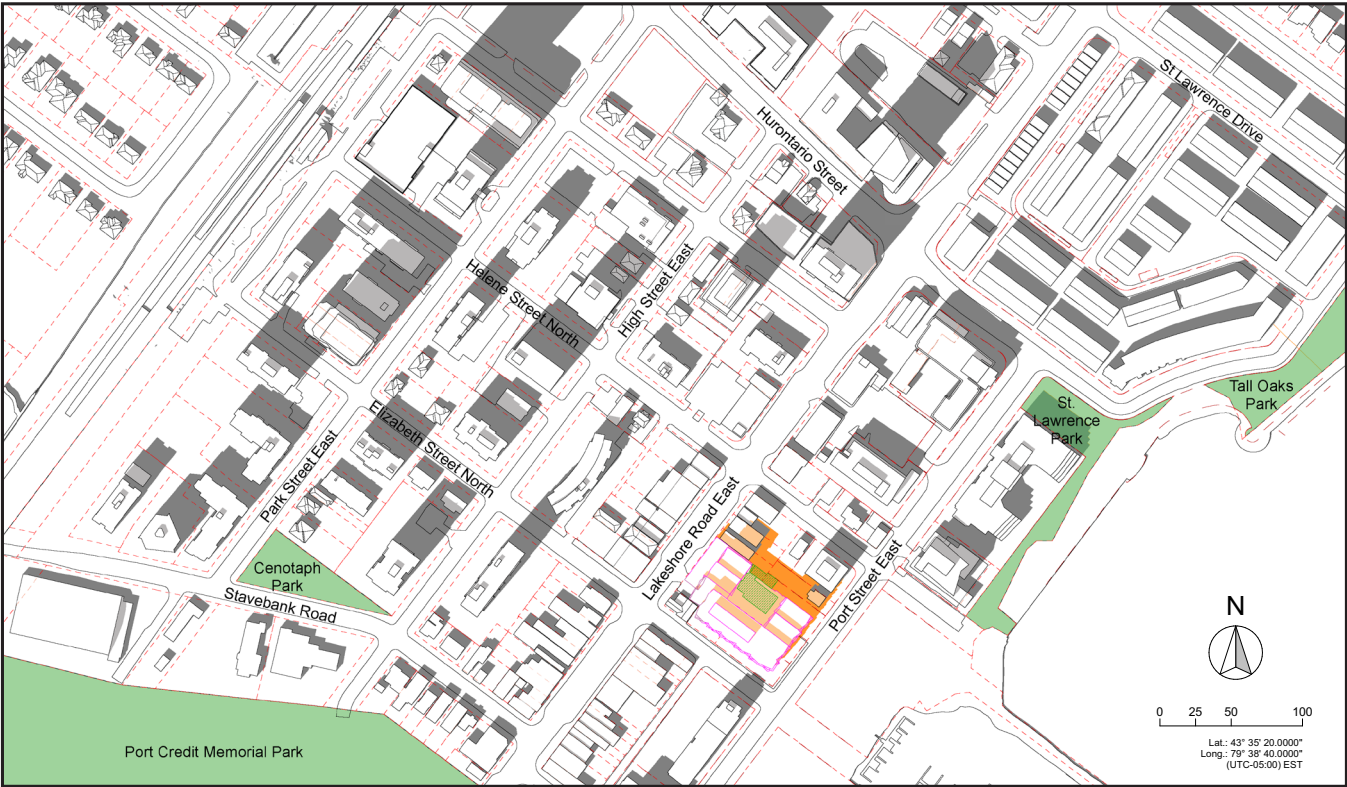 St Lawrence Drive
Hurontario Street
High Street East
Helene Street North
Tall Oaks
Park
St.
Lawrence
Park
Elizabeth Street North
Park Street East
Lakeshore Road East
Port Street East
Cenotaph
Park
Stavebank Road
N
0 25 50 100
Lat.: 43° 35' 20.0000"
Long.: 79° 38' 40.0000"
(UTC-05:00) EST
Port Credit Memorial Park